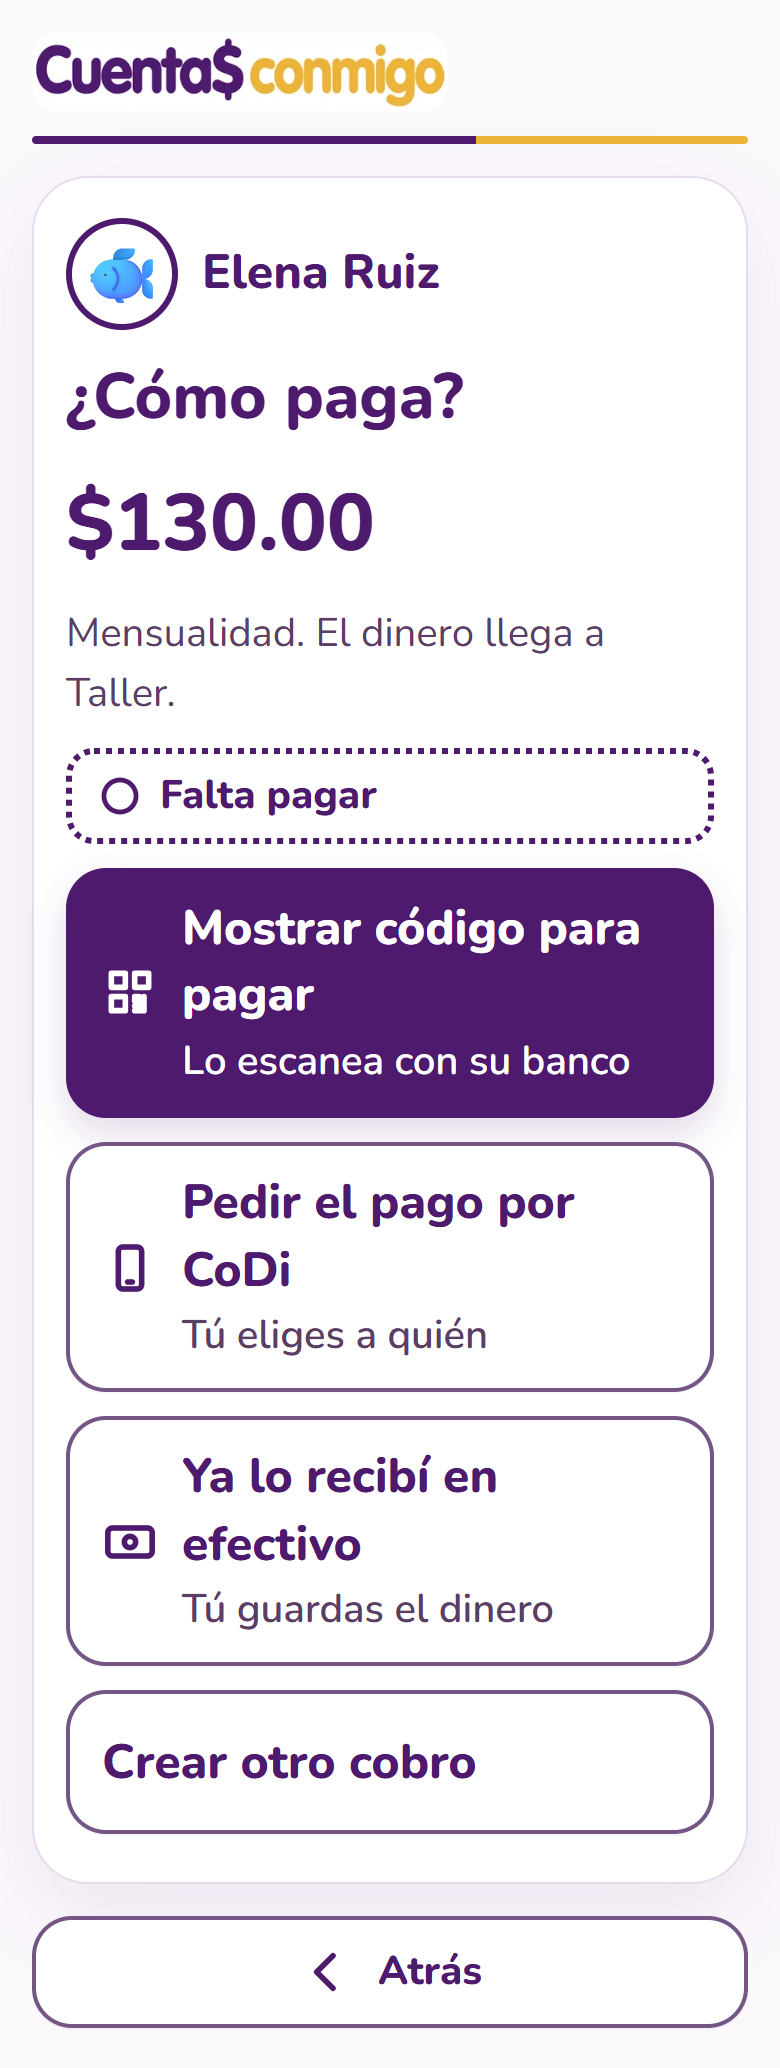 Cuenta$ conmigo
Elena Ruiz
¿Cómo paga?
$130.00
Mensualidad. El dinero llega a
Taller.
Falta pagar
Mostrar código para
pagar
Lo escanea con su banco
Pedir el pago por
CoDi
Tú eliges a quién
Ya lo recibí en
efectivo
Tú guardas el dinero
Crear otro cobro
Atrás